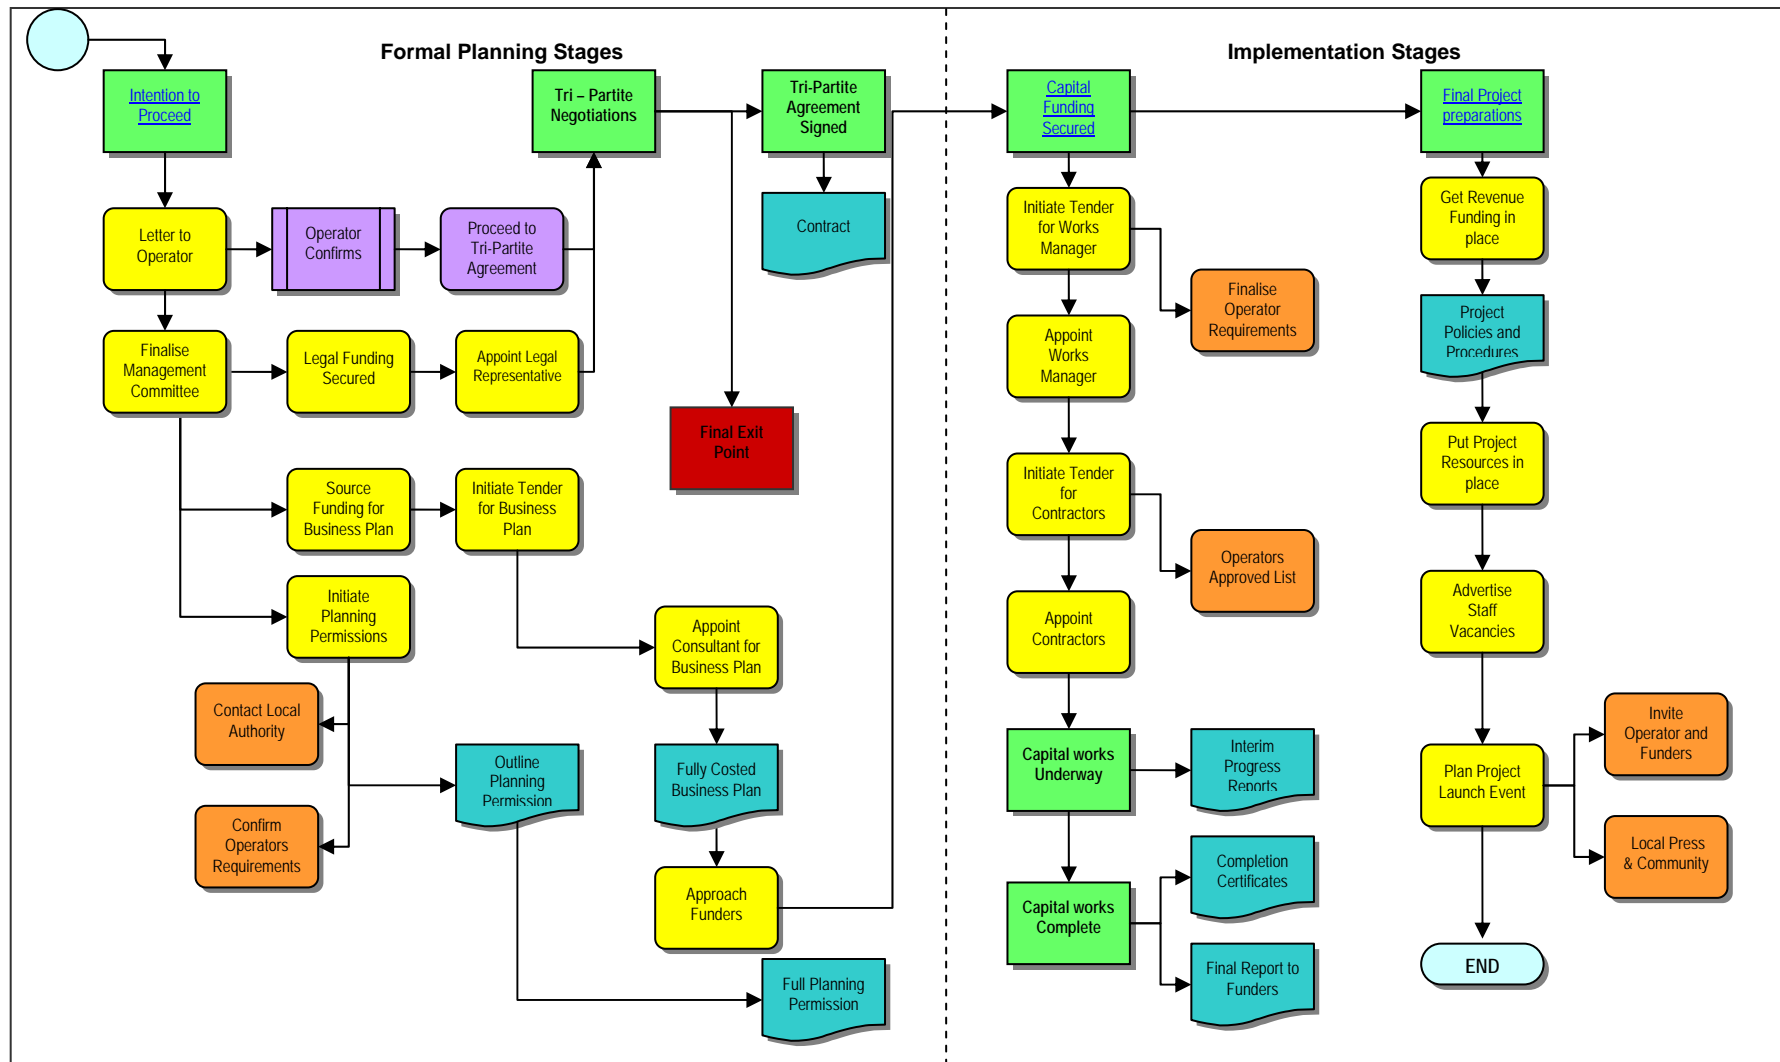 Formal Planning Stages
Implementation Stages
Intention to
Proceed
Tri – Partite
Negotiations
Tri-Partite
Agreement
Signed
Capital
Funding
Secured
Final Project
preparations
Letter to
Operator
Operator
Confirms
Proceed to
Tri-Partite
Agreement
Contract
Initiate Tender
for Works
Manager
Get Revenue
Funding in
place
Finalise
Operator
Requirements
Project
Policies and
Procedures
Finalise
Management
Committee
Legal Funding
Secured
Appoint Legal
Representative
Appoint
Works
Manager
Final Exit
Point
Put Project
Resources in
place
Source
Funding for
Business Plan
Initiate Tender
for Business
Plan
Initiate Tender
for
Contractors
Operators
Approved List
Initiate
Planning
Permissions
Appoint
Consultant for
Business Plan
Appoint
Contractors
Advertise
Staff
Vacancies
Contact Local
Authority
Outline
Planning
Permission
Fully Costed
Business Plan
Capital works
Underway
Interim
Progress
Reports
Plan Project
Launch Event
Invite
Operator and
Funders
Confirm
Operators
Requirements
Local Press
& Community
Approach
Funders
Completion
Certificates
Capital works
Complete
Full Planning
Permission
Final Report to
Funders
END